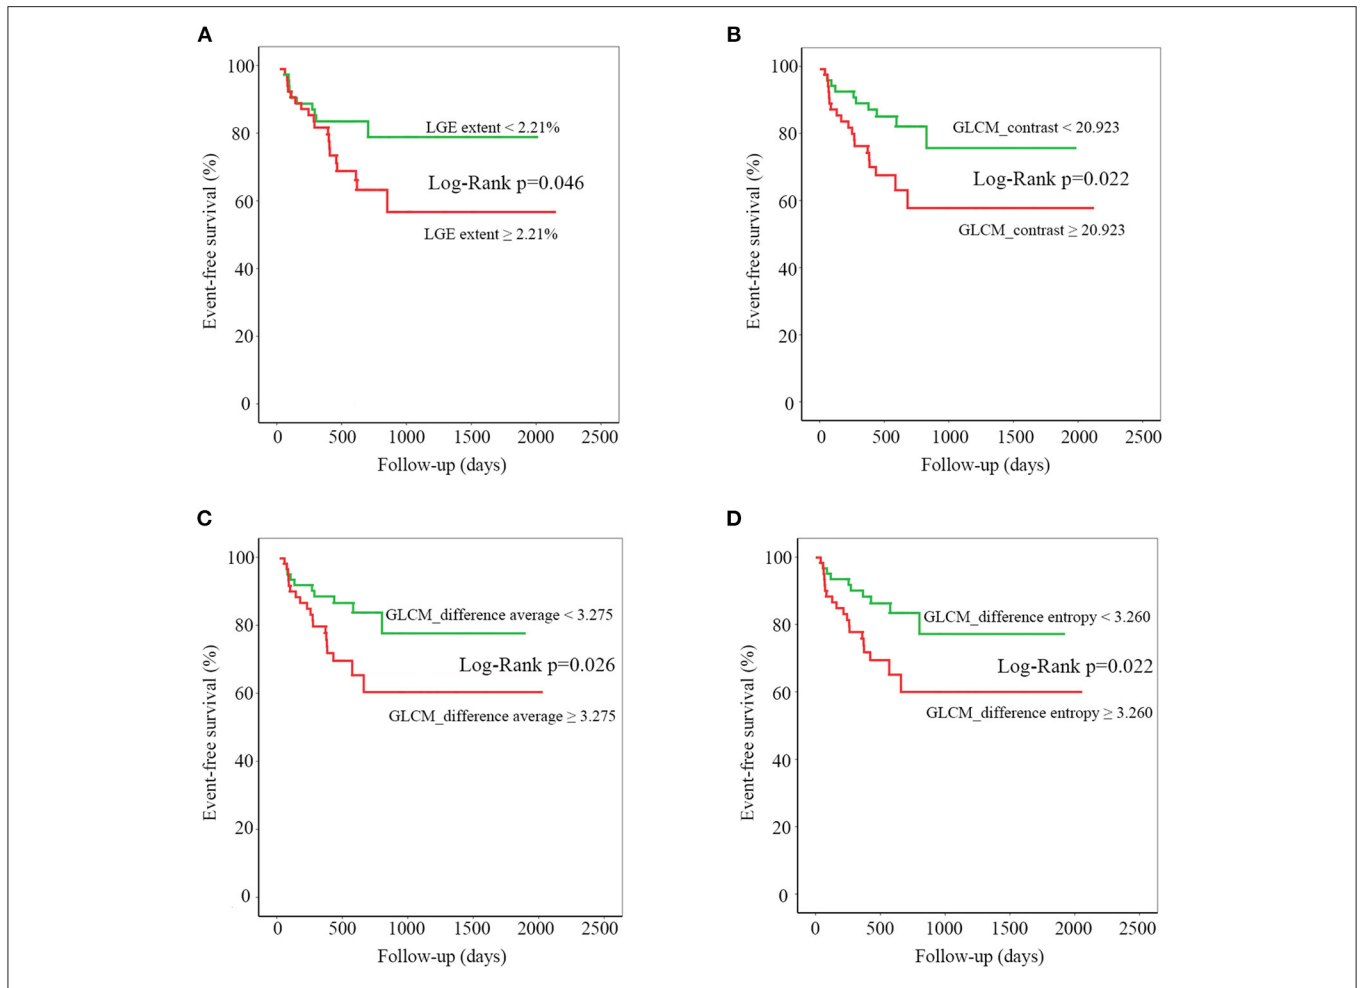 A
100
80
60
40
20
0
Event-free survival (%)
LGE extent < 2.21%
Log-Rank p=0.046
LGE extent ≥ 2.21%
0 500 1000 1500 2000 2500
Follow-up (days)
B
100
80
60
40
20
0
Event-free survival (%)
GLCM_contrast < 20.923
Log-Rank p=0.022
GLCM_contrast ≥ 20.923
0 500 1000 1500 2000 2500
Follow-up (days)
C
100
80
60
40
20
0
Event-free survival (%)
GLCM_difference average < 3.275
Log-Rank p=0.026
GLCM_difference average ≥ 3.275
0 500 1000 1500 2000 2500
Follow-up (days)
D
100
80
60
40
20
0
Event-free survival (%)
GLCM_difference entropy < 3.260
Log-Rank p=0.022
GLCM_difference entropy ≥ 3.260
0 500 1000 1500 2000 2500
Follow-up (days)